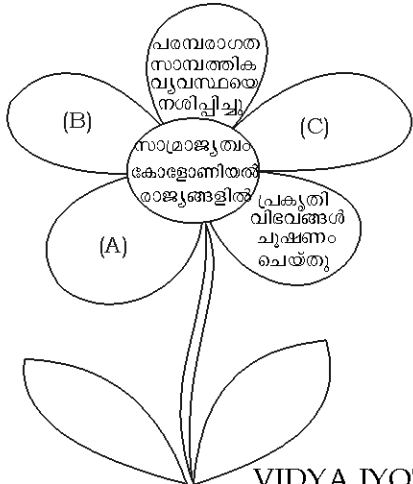 പരമ്പരാഗത
സാമ്പത്തിക
വ്യവസ്ഥയെ
നശിപ്പിച്ചു
(B)
(C)
സാമ്രാജ്യത്വം
കോളോണിയൽ
രാജ്യങ്ങളിൽ
(A)
പ്രകൃതി
വിഭവങ്ങൾ
ചൂഷണം
ചെയ്തു